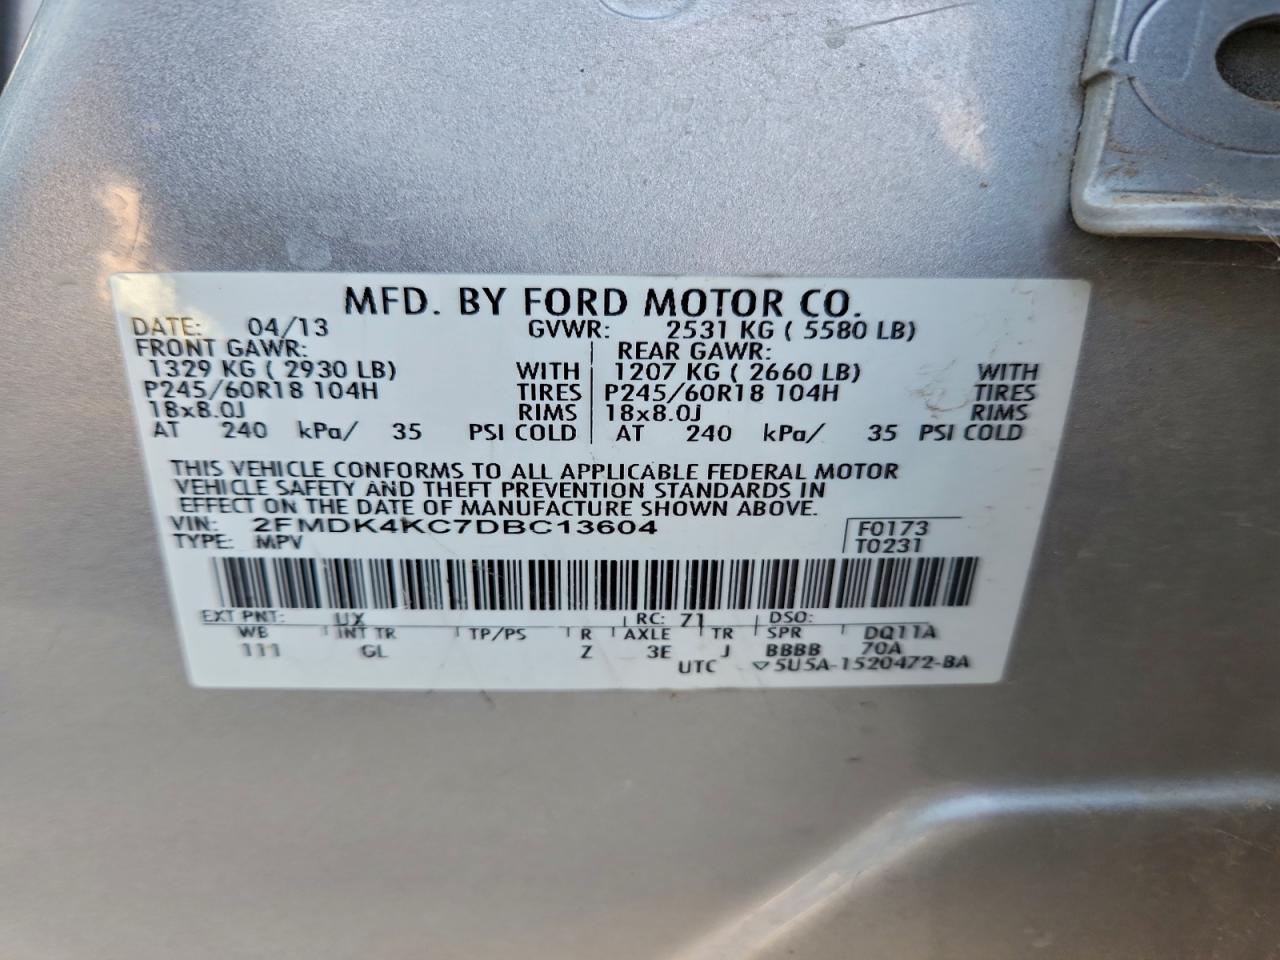 MFD. BY FORD MOTOR CO.
DATE: 04/13 GVWR: 2531 KG ( 5580 LB)
FRONT GAWR: REAR GAWR:
1329 KG ( 2930 LB) WITH 1207 KG ( 2660 LB) WITH
P245/60R18 104H TIRES P245/60R18 104H TIRES
18x8.0J RIMS 18x8.0J RIMS
AT 240 kPa/ 35 PSI COLD AT 240 kPa/ 35 PSI COLD
THIS VEHICLE CONFORMS TO ALL APPLICABLE FEDERAL MOTOR
VEHICLE SAFETY AND THEFT PREVENTION STANDARDS IN
EFFECT ON THE DATE OF MANUFACTURE SHOWN ABOVE.
VIN: 2FMDK4KC7DBC13604 F0173
TYPE: MPV T0231
EXT PNT: UX RC: 71 DSO:
WB INT TR TP/PS R AXLE TR SPR DQ11A
111 GL Z 3E J BBBB 70A
UTC ▽5U5A-1520472-BA